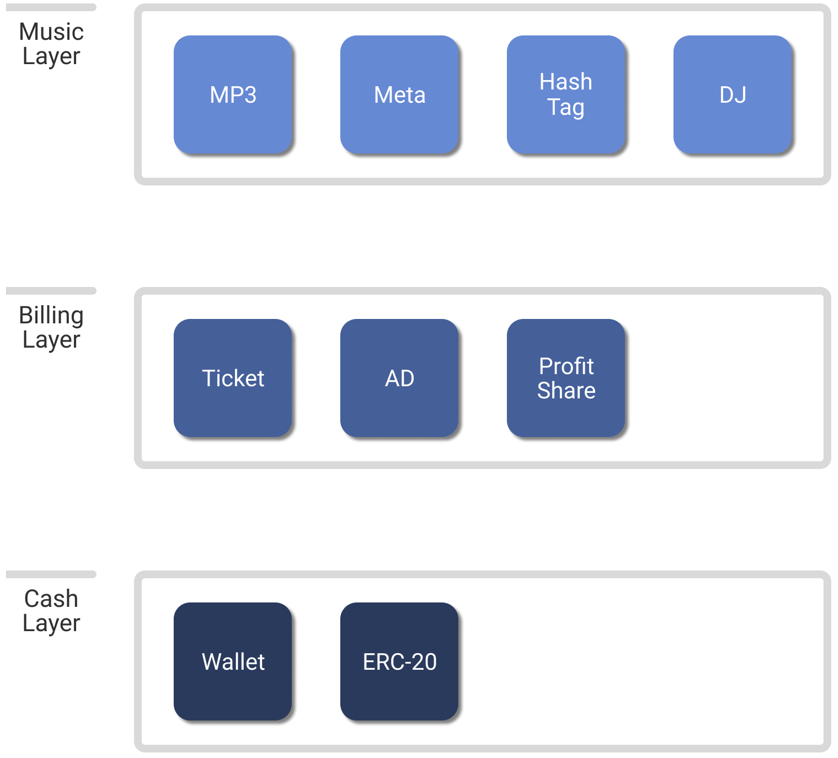 Music
Layer
MP3
Meta
Hash
Tag
DJ
Billing
Layer
Ticket
AD
Profit
Share
Cash
Layer
Wallet
ERC-20